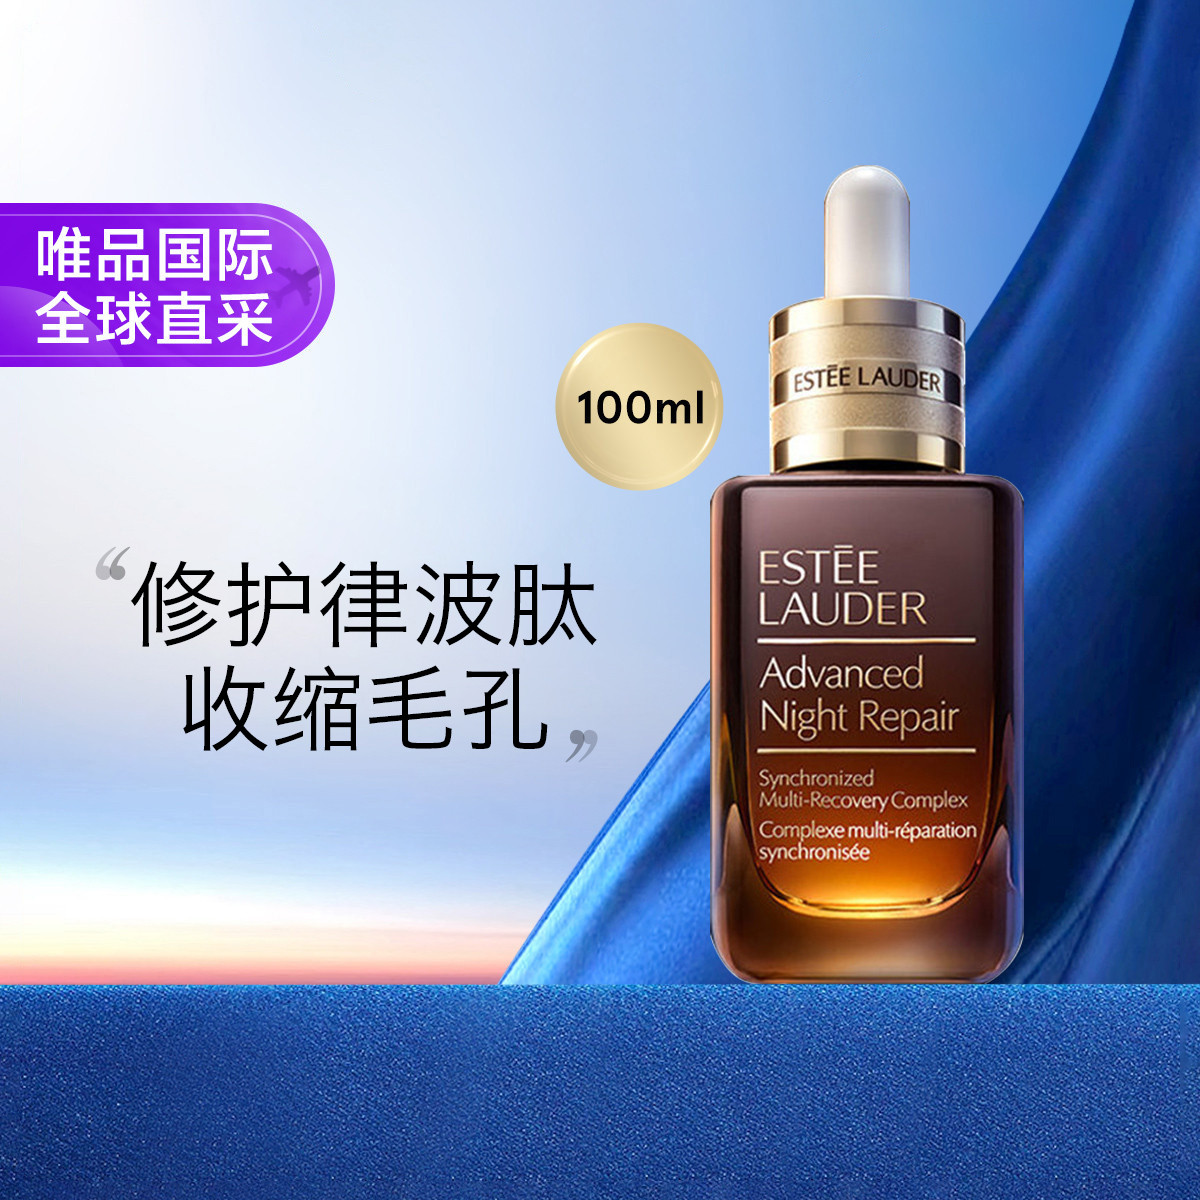 唯品国际
全球直采
100ml
“修护律波肽
收缩毛孔”
ESTĒE LAUDER
ESTĒE
LAUDER
Advanced
Night Repair
Synchronized
Multi-Recovery Complex
Complexe multi-réparation
synchronisée